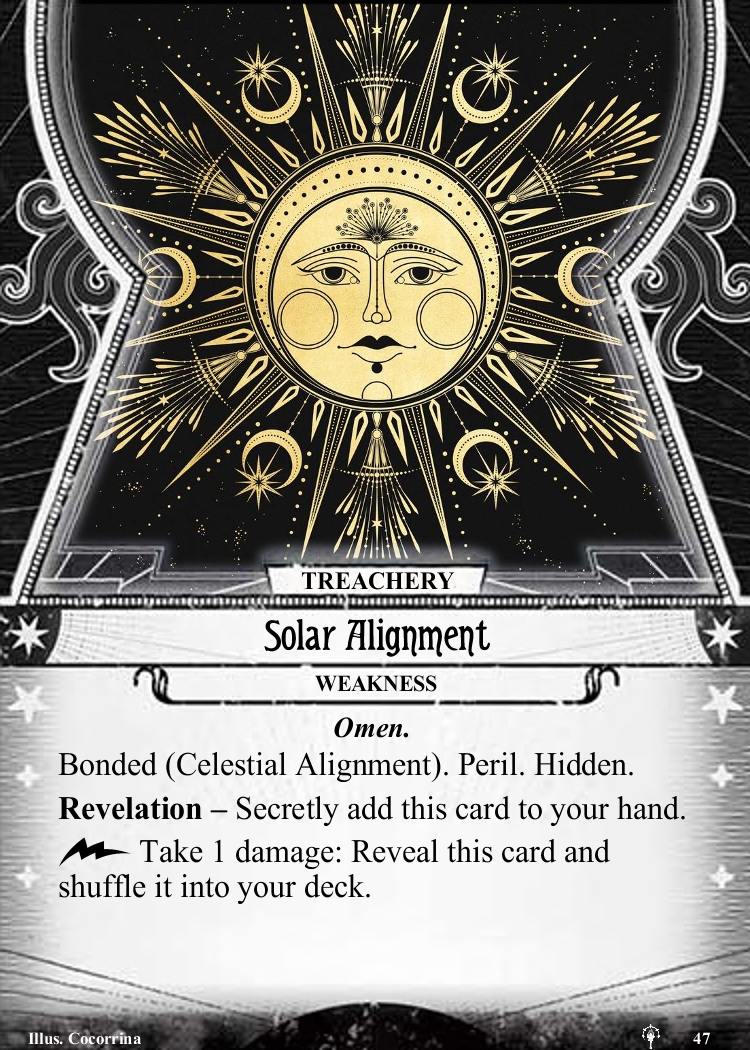 TREACHERY
Solar Alignment
WEAKNESS
Omen.
Bonded (Celestial Alignment). Peril. Hidden.
Revelation – Secretly add this card to your hand.
Take 1 damage: Reveal this card and
shuffle it into your deck.
Illus. Cocorrina
47